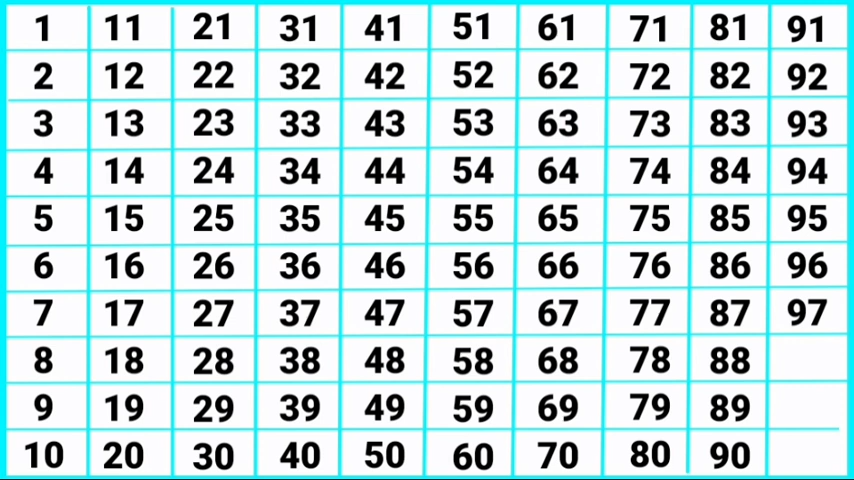 1 11 21 31 41 51 61 71 81 91
2 12 22 32 42 52 62 72 82 92
3 13 23 33 43 53 63 73 83 93
4 14 24 34 44 54 64 74 84 94
5 15 25 35 45 55 65 75 85 95
6 16 26 36 46 56 66 76 86 96
7 17 27 37 47 57 67 77 87 97
8 18 28 38 48 58 68 78 88
9 19 29 39 49 59 69 79 89
10 20 30 40 50 60 70 80 90